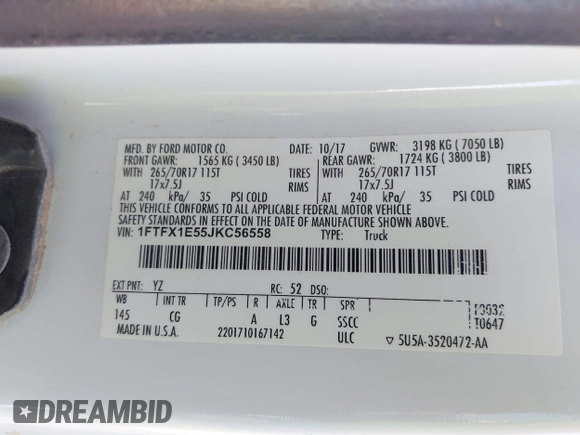 MFD. BY FORD MOTOR CO. 10/17 GVWR: 3198 KG ( 7050 LB)
FRONT GAWR: 1565 KG ( 3450 LB) REAR GAWR: 1724 KG ( 3800 LB)
WITH 265/70R17 115T TIRES WITH 265/70R17 115T TIRES
17x7.5J RIMS 17x7.5J RIMS
AT 240 kPa/ 35 PSI COLD AT 240 kPa/ 35 PSI COLD
THIS VEHICLE CONFORMS TO ALL APPLICABLE FEDERAL MOTOR VEHICLE
SAFETY STANDARDS IN EFFECT ON THE DATE OF MANUFACTURE SHOWN ABOVE.
VIN: 1FTFX1E55JKC56558 TYPE: Truck
EXT PNT: YZ RC: 52 DSO:
WB INT TR TP/PS R AXLE TR SPR
145 CG A L3 G SSCC T0647
MADE IN U.S.A. 2201710167142 ULC ▽ 5U5A-3520472-AA
DREAMBID